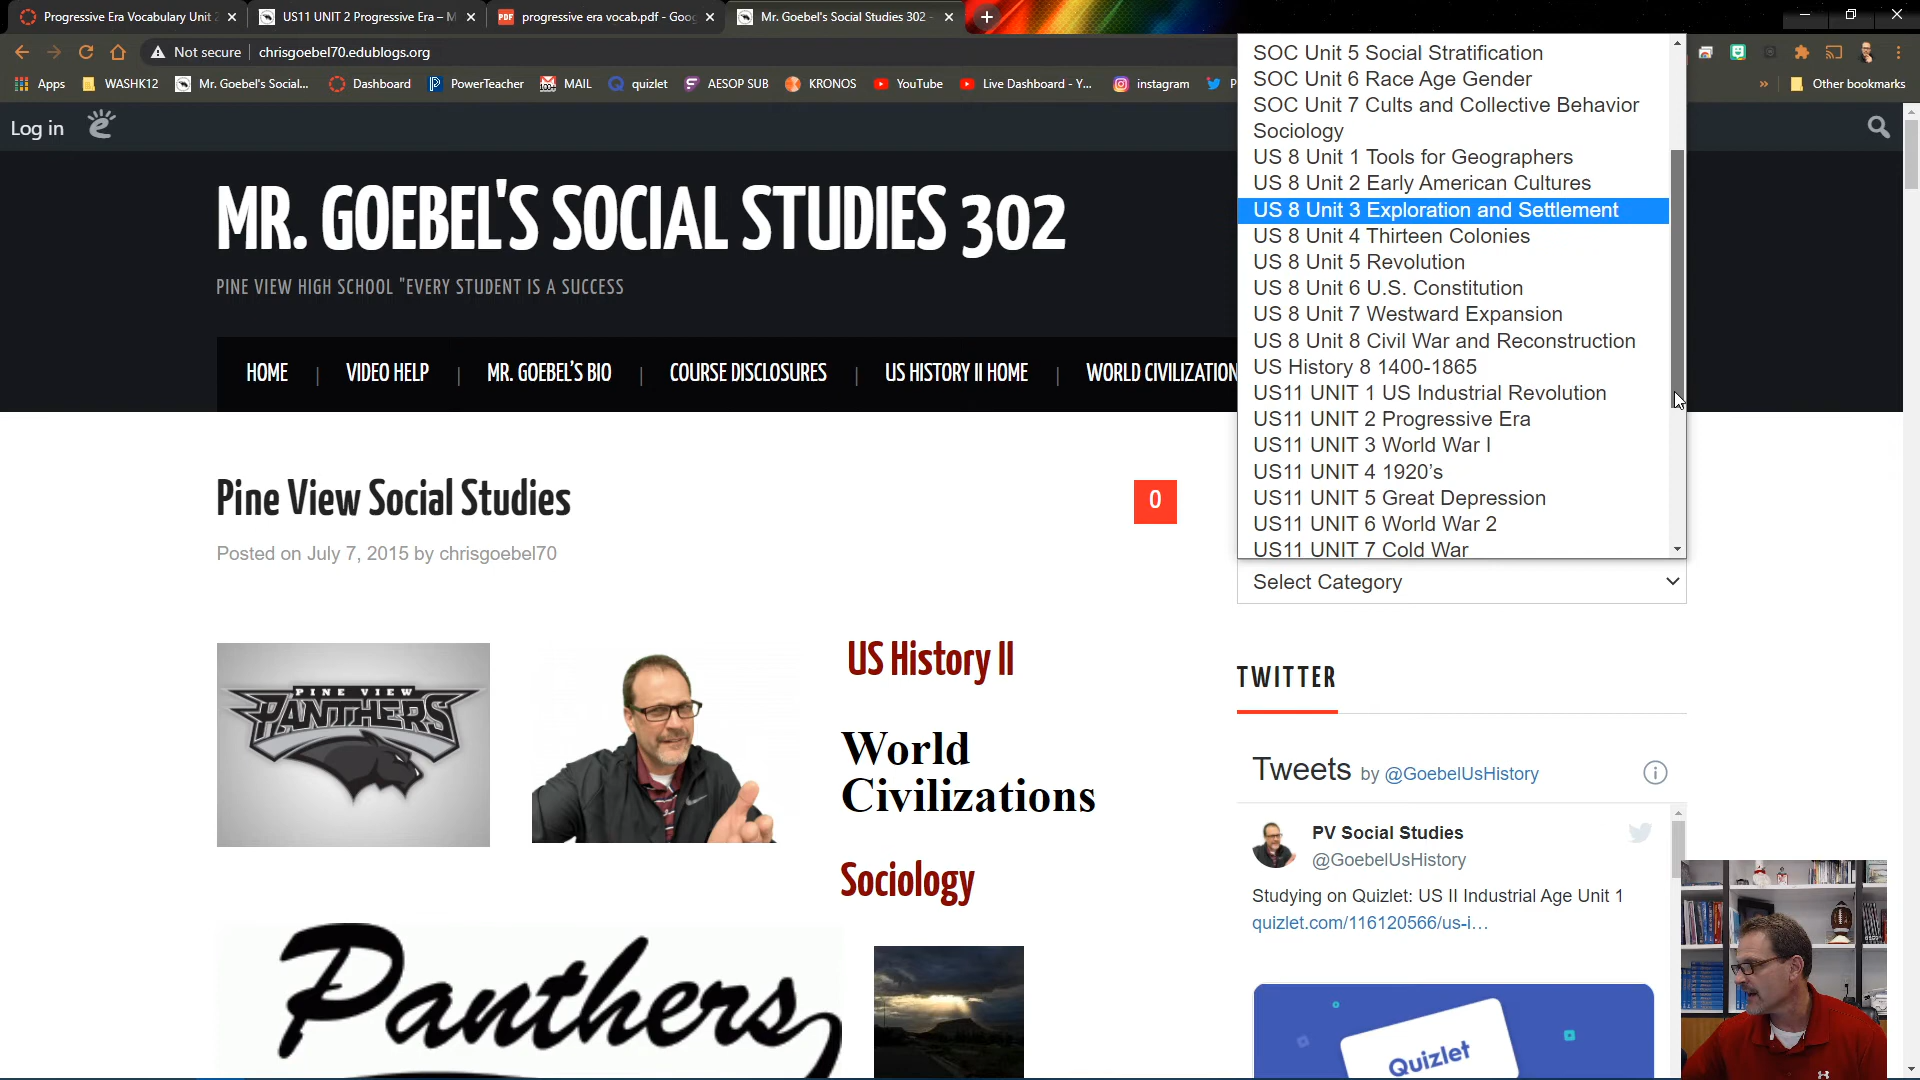 Progressive Era Vocabulary Unit
US11 UNIT 2 Progressive Era – M
PDF
progressive era vocab.pdf - Goog
Mr. Goebel's Social Studies 302 -
Not secure
chrisgoebel70.edublogs.org
Apps
WASHK12
Mr. Goebel's Social...
Dashboard
PowerTeacher
MAIL
quizlet
AESOP SUB
KRONOS
YouTube
Live Dashboard - Y...
instagram
»
Other bookmarks
Log in
MR. GOEBEL'S SOCIAL STUDIES 302
PINE VIEW HIGH SCHOOL "EVERY STUDENT IS A SUCCESS
HOME
VIDEO HELP
MR. GOEBEL'S BIO
COURSE DISCLOSURES
US HISTORY II HOME
WORLD CIVILIZATION
SOC Unit 5 Social Stratification
SOC Unit 6 Race Age Gender
SOC Unit 7 Cults and Collective Behavior
Sociology
US 8 Unit 1 Tools for Geographers
US 8 Unit 2 Early American Cultures
US 8 Unit 3 Exploration and Settlement
US 8 Unit 4 Thirteen Colonies
US 8 Unit 5 Revolution
US 8 Unit 6 U.S. Constitution
US 8 Unit 7 Westward Expansion
US 8 Unit 8 Civil War and Reconstruction
US History 8 1400-1865
US11 UNIT 1 US Industrial Revolution
US11 UNIT 2 Progressive Era
US11 UNIT 3 World War I
US11 UNIT 4 1920's
US11 UNIT 5 Great Depression
US11 UNIT 6 World War 2
US11 UNIT 7 Cold War
Select Category
Pine View Social Studies
0
Posted on July 7, 2015 by chrisgoebel70
PINE VIEW
PANTHERS
US History II
World
Civilizations
Sociology
Panthers
TWITTER
Tweets by @GoebelUsHistory
PV Social Studies
@GoebelUsHistory
Studying on Quizlet: US II Industrial Age Unit 1
quizlet.com/116120566/us-i...
Quizlet